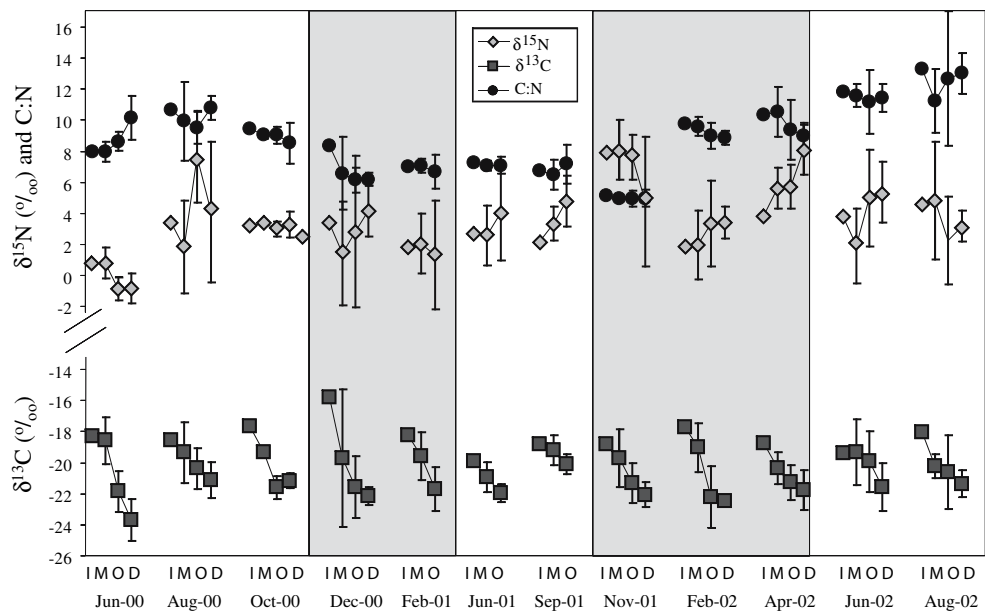 16
14
12
10
8
6
4
2
0
-2
-14
-16
-18
-20
-22
-24
-26
δ15N (o/oo) and C:N
δ13C (o/oo)
δ15N
δ13C
C:N
I M O D I M O D I M O D I M O D I M O I M O I M O I M O D I M O D I M O D I M O D I M O D
Jun-00 Aug-00 Oct-00 Dec-00 Feb-01 Jun-01 Sep-01 Nov-01 Feb-02 Apr-02 Jun-02 Aug-02